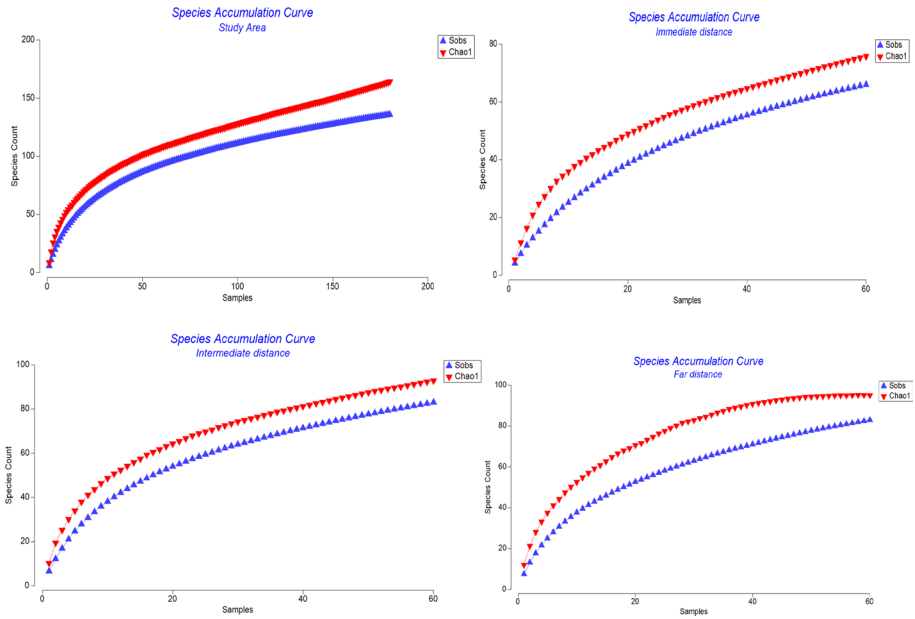 Species Accumulation Curve
Study Area
Sobs
Chao1
200
150
100
50
0
Species Count
0 50 100 150 200
Samples
Species Accumulation Curve
Immediate distance
Sobs
Chao1
80
60
40
20
0
Species Count
0 20 40 60
Samples
Species Accumulation Curve
Intermediate distance
Sobs
Chao1
100
80
60
40
20
0
Species Count
0 20 40 60
Samples
Species Accumulation Curve
Far distance
Sobs
Chao1
100
80
60
40
20
0
Species Count
0 20 40 60
Samples